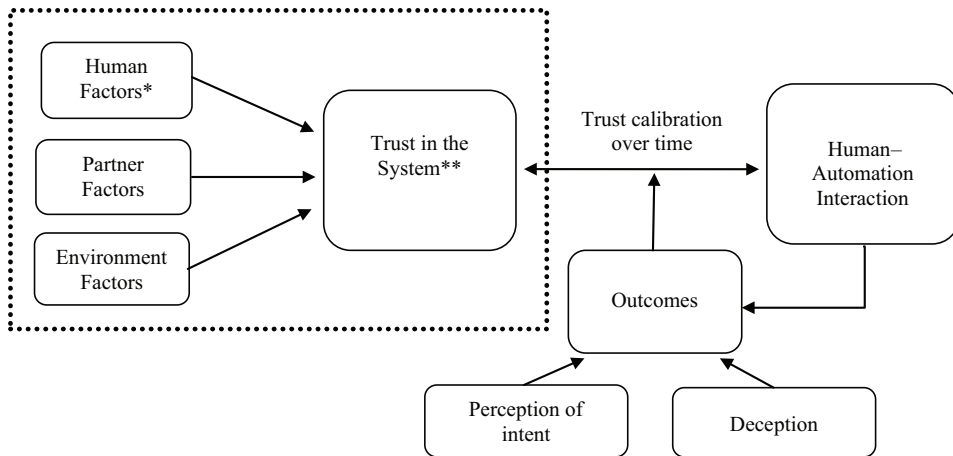 Human
Factors*
Partner
Factors
Environment
Factors
Trust in the
System**
Trust calibration
over time
Human–
Automation
Interaction
Outcomes
Perception of
intent
Deception